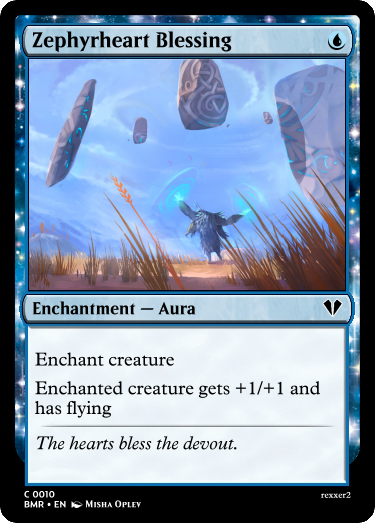 Zephyrheart Blessing
Enchantment — Aura
Enchant creature
Enchanted creature gets +1/+1 and
has flying
The hearts bless the devout.
C 0010
BMR • EN Misha Opley
rexxer2